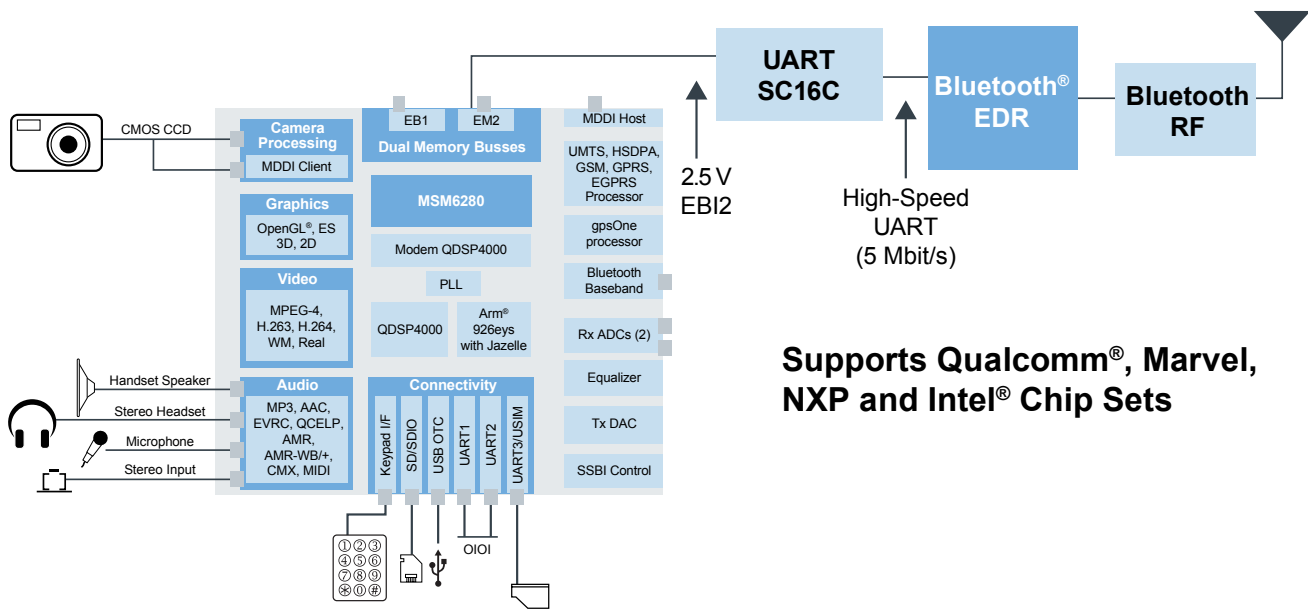 CMOS CCD
Camera
Processing
MDDI Client
Graphics
OpenGL®, ES
3D, 2D
Video
MPEG-4,
H.263, H.264,
WM, Real
Handset Speaker
Stereo Headset
Microphone
Stereo Input
Audio
MP3, AAC,
EVRC, QCELP,
AMR,
AMR-WB/+,
CMX, MIDI
EB1
EM2
Dual Memory Busses
MSM6280
Modem QDSP4000
PLL
QDSP4000
Arm®
926eys
with Jazelle
Connectivity
Keypad I/F
SD/SDIO
USB OTC
UART1
UART2
UART3/USIM
①②③
④⑤⑥
⑦⑧⑨
⊛⓪#
OIOI
MDDI Host
UMTS, HSDPA,
GSM, GPRS,
EGPRS
Processor
gpsOne
processor
Bluetooth
Baseband
Rx ADCs (2)
Equalizer
Tx DAC
SSBI Control
2.5 V
EBI2
UART
SC16C
High-Speed
UART
(5 Mbit/s)
Bluetooth®
EDR
Bluetooth
RF
Supports Qualcomm®, Marvel,
NXP and Intel® Chip Sets